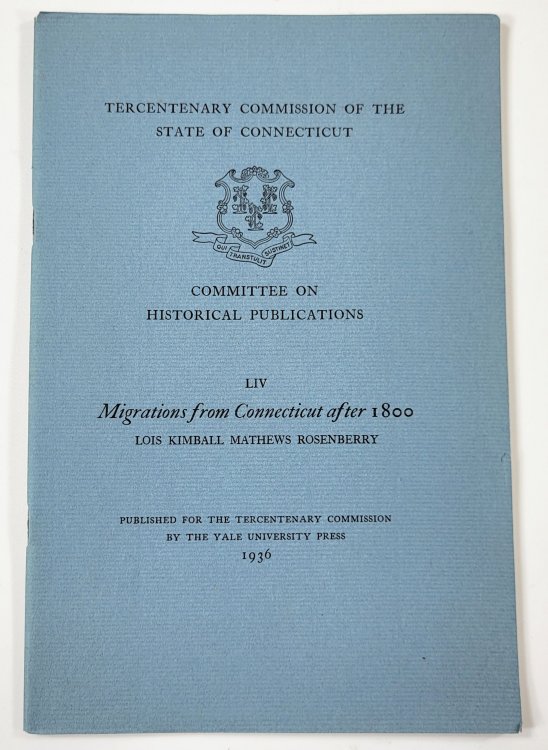 TERCENTENARY COMMISSION OF THE
STATE OF CONNECTICUT
QUI TRANSTULIT SUSTINET
COMMITTEE ON
HISTORICAL PUBLICATIONS
LIV
Migrations from Connecticut after 1800
LOIS KIMBALL MATHEWS ROSENBERRY
PUBLISHED FOR THE TERCENTENARY COMMISSION
BY THE YALE UNIVERSITY PRESS
1936